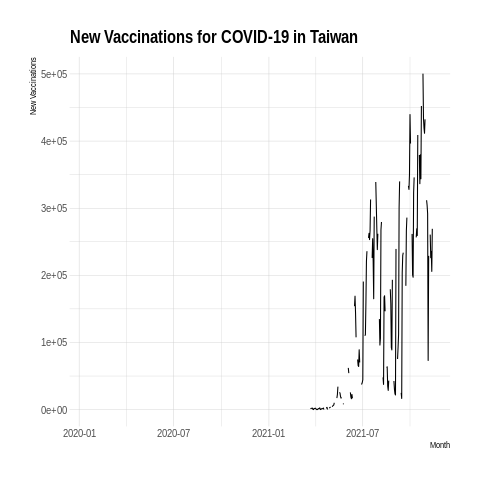 New Vaccinations for COVID-19 in Taiwan
New Vaccinations
5e+05
4e+05
3e+05
2e+05
1e+05
0e+00
2020-01 2020-07 2021-01 2021-07
Month